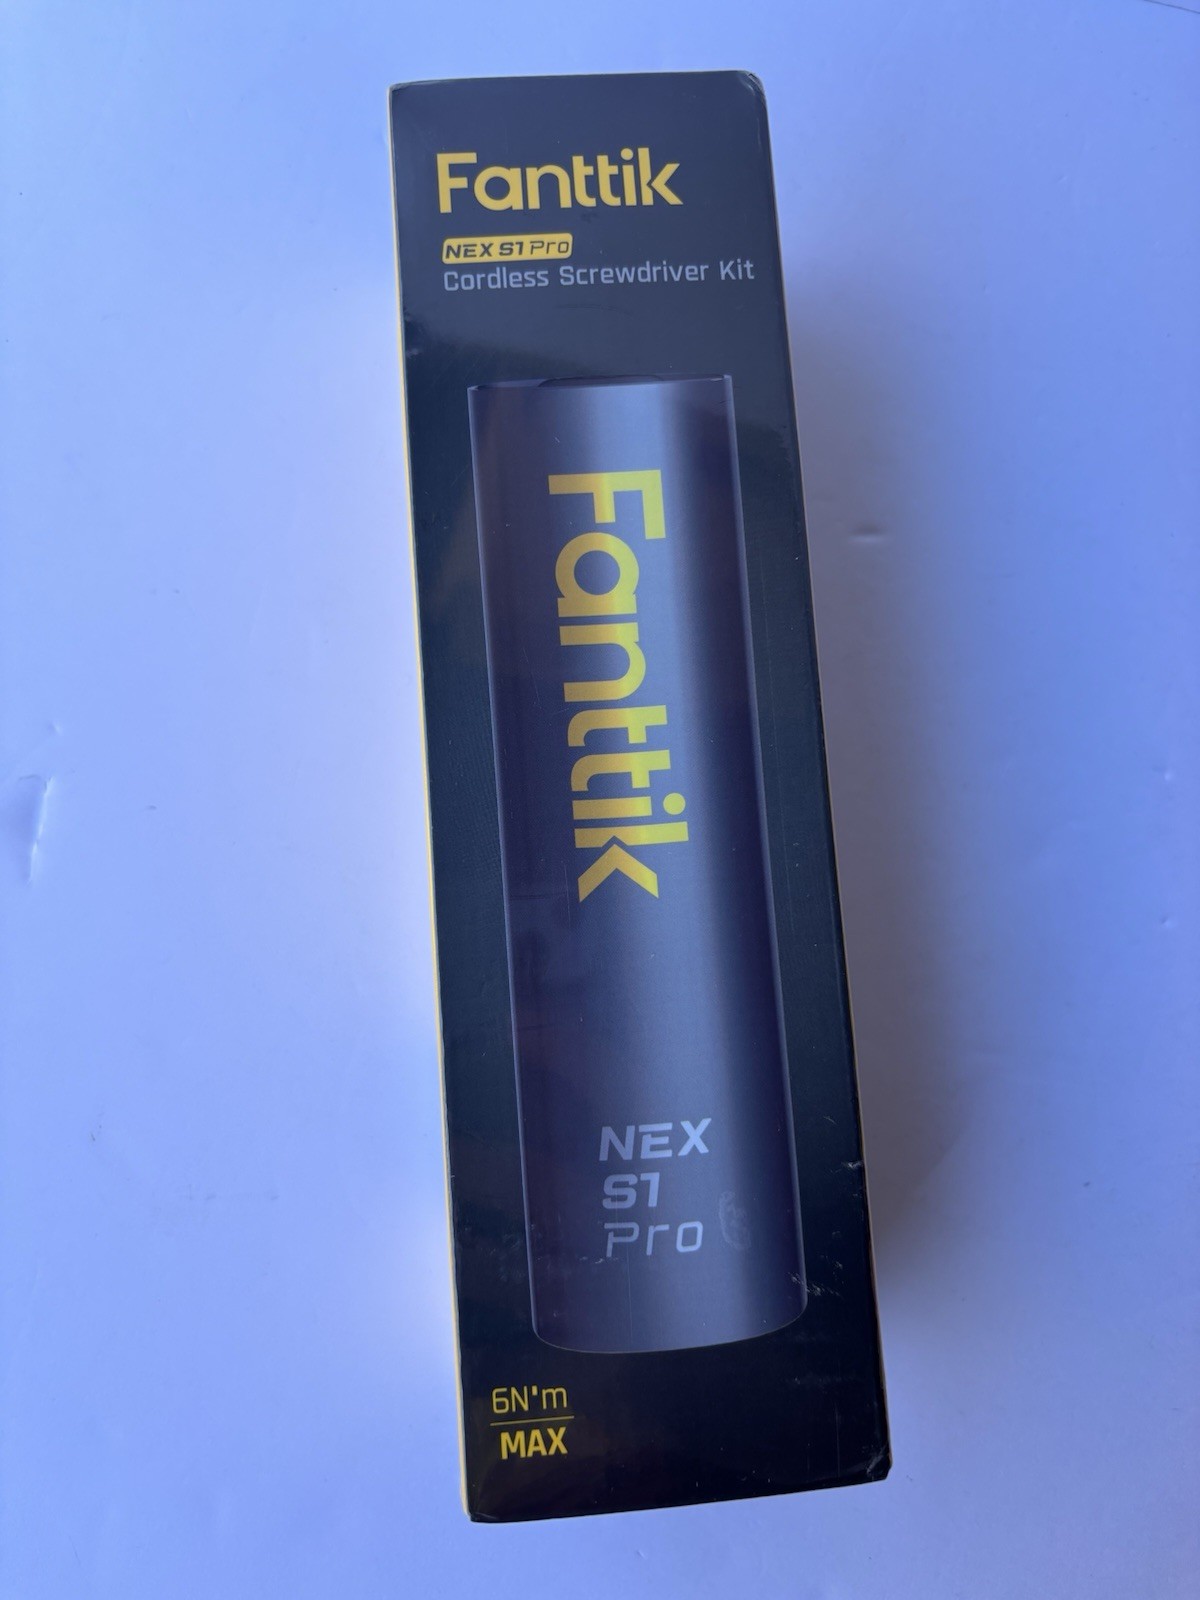 Fanttik
NEX S1 Pro
Cordless Screwdriver Kit
Fanttik
NEX
S1
Pro
6N·m
MAX